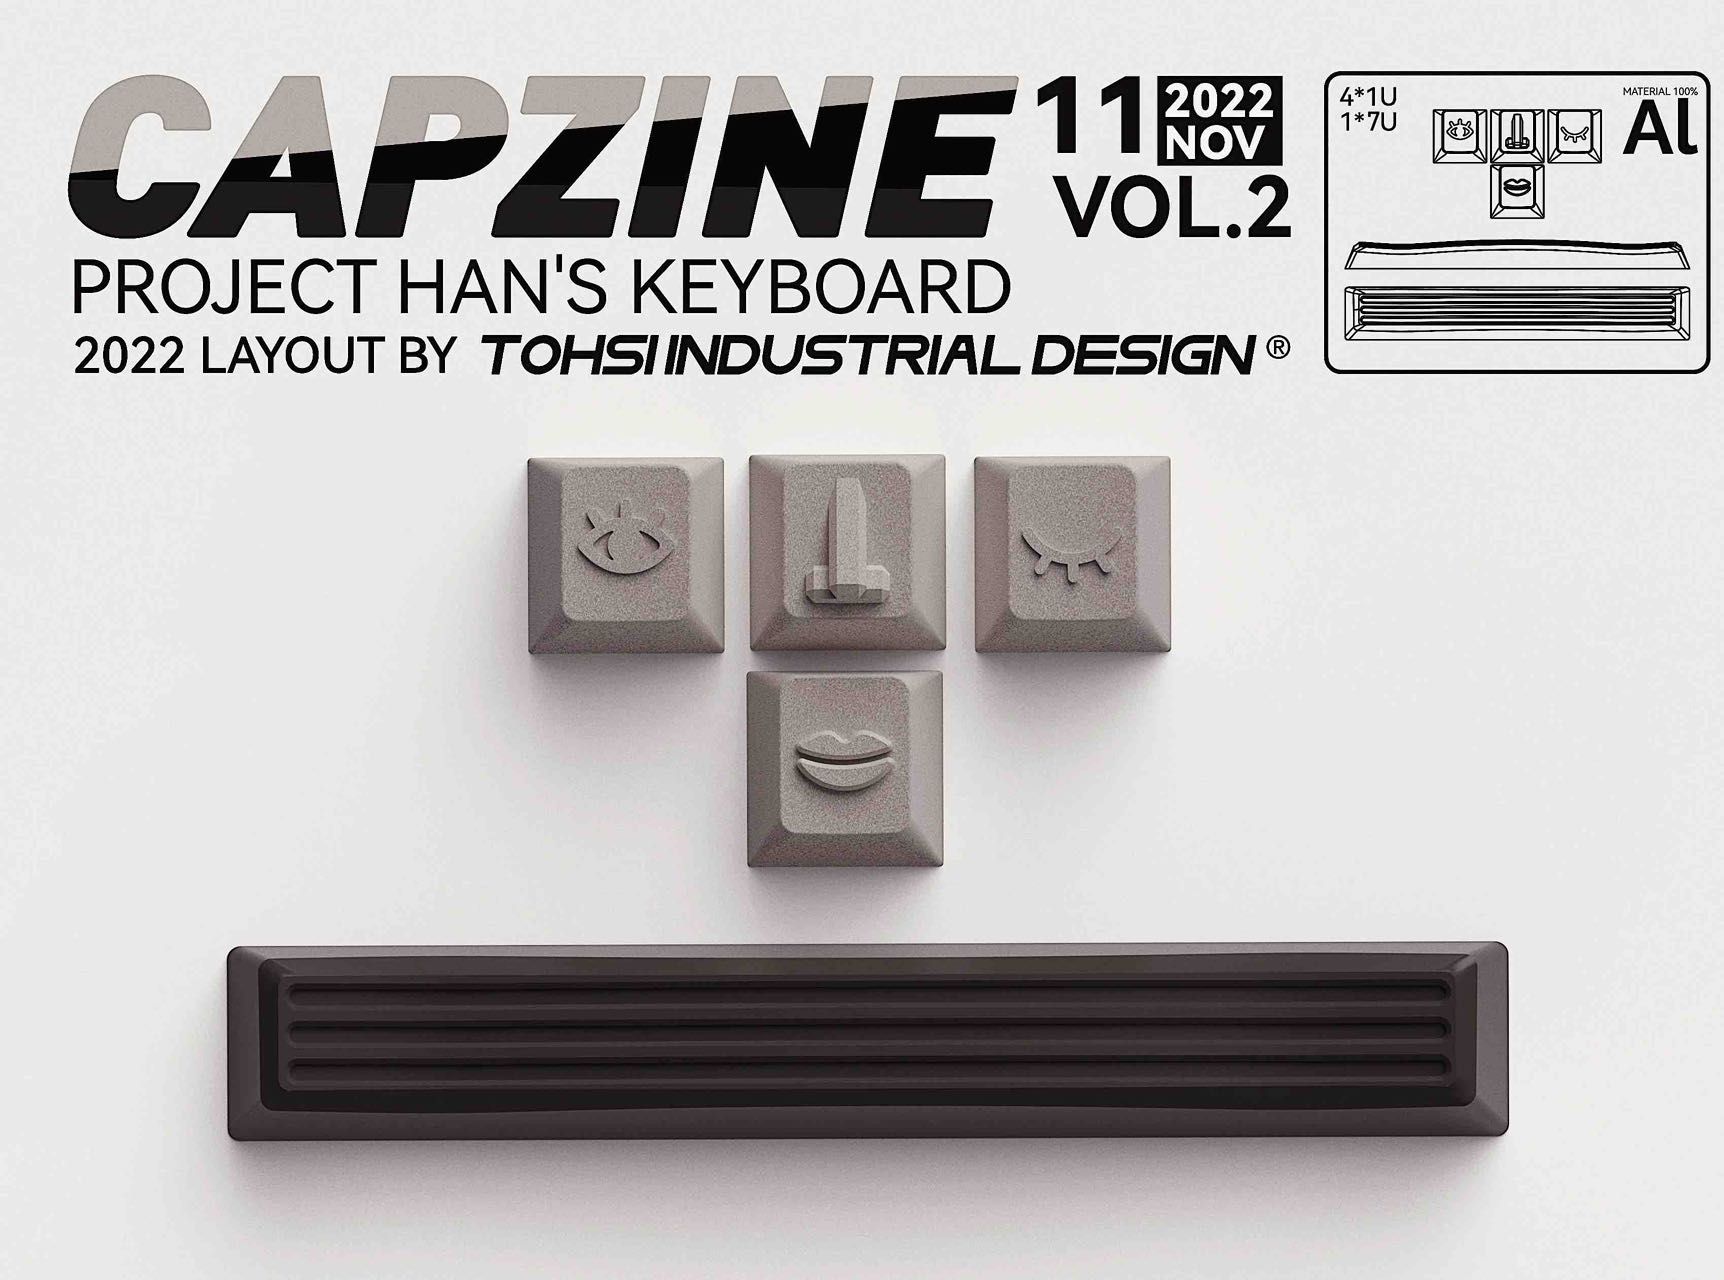 CAPZINE 11 2022 NOV
VOL.2
PROJECT HAN'S KEYBOARD
2022 LAYOUT BY TOHSI INDUSTRIAL DESIGN ®
4*1U
1*7U
MATERIAL 100%
Al